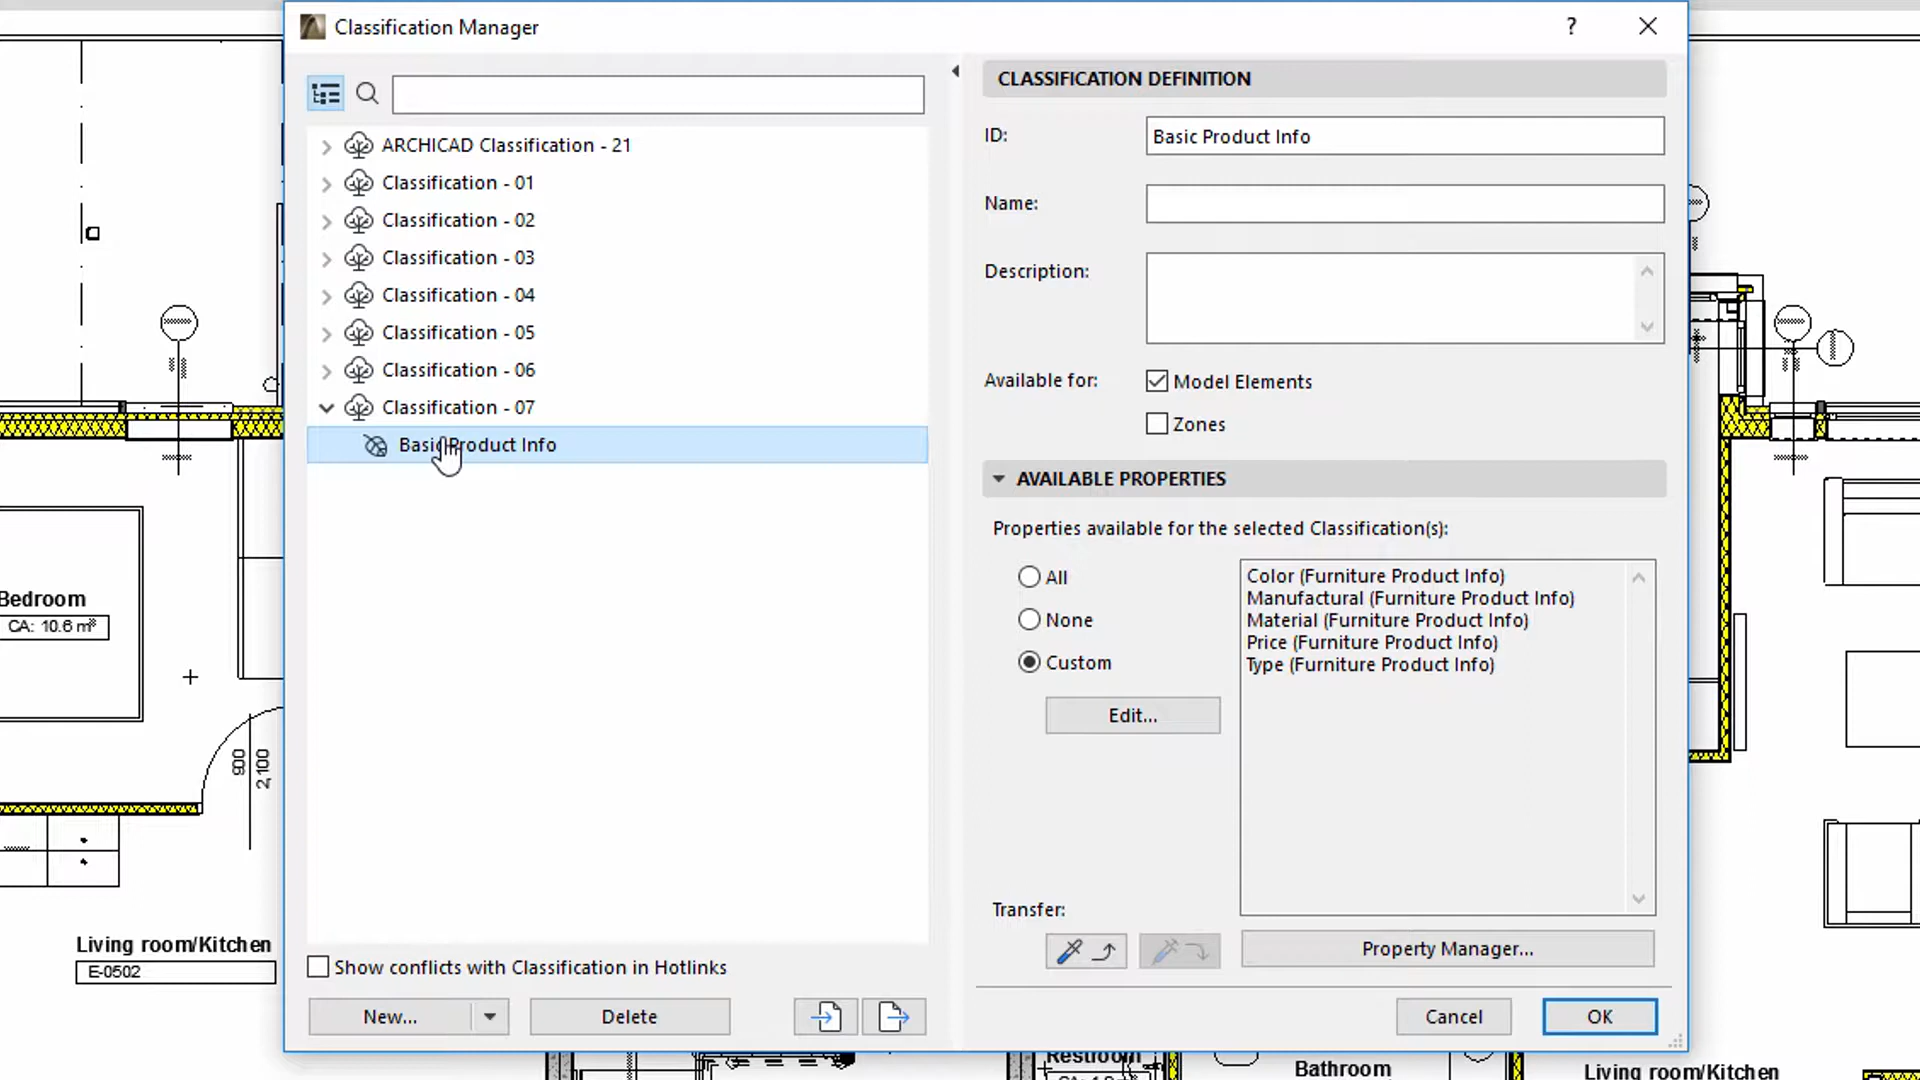 Classification Manager
?
CLASSIFICATION DEFINITION
ARCHICAD Classification - 21
Classification - 01
Classification - 02
Classification - 03
Classification - 04
Classification - 05
Classification - 06
Classification - 07
Basic Product Info
ID:
Basic Product Info
Name:
Description:
Available for:
Model Elements
Zones
AVAILABLE PROPERTIES
Properties available for the selected Classification(s):
All
None
Custom
Edit...
Color (Furniture Product Info)
Manufactural (Furniture Product Info)
Material (Furniture Product Info)
Price (Furniture Product Info)
Type (Furniture Product Info)
Transfer:
Property Manager...
Show conflicts with Classification in Hotlinks
New...
Delete
Cancel
OK
Bedroom
CA: 10.6 m²
900
2,100
Living room/Kitchen
E-0502
Restroom
Bathroom
Living room/Kitchen